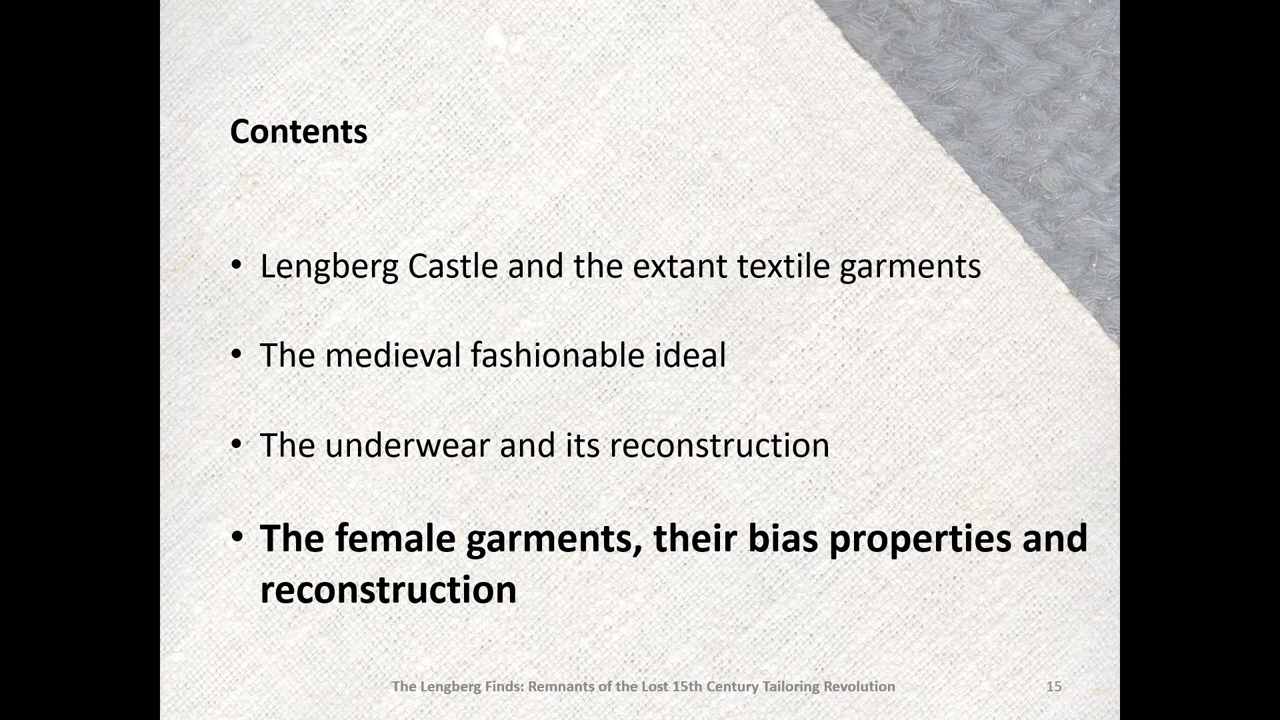 Contents
• Lengberg Castle and the extant textile garments
• The medieval fashionable ideal
• The underwear and its reconstruction
• The female garments, their bias properties and
reconstruction
The Lengberg Finds: Remnants of the Lost 15th Century Tailoring Revolution
15